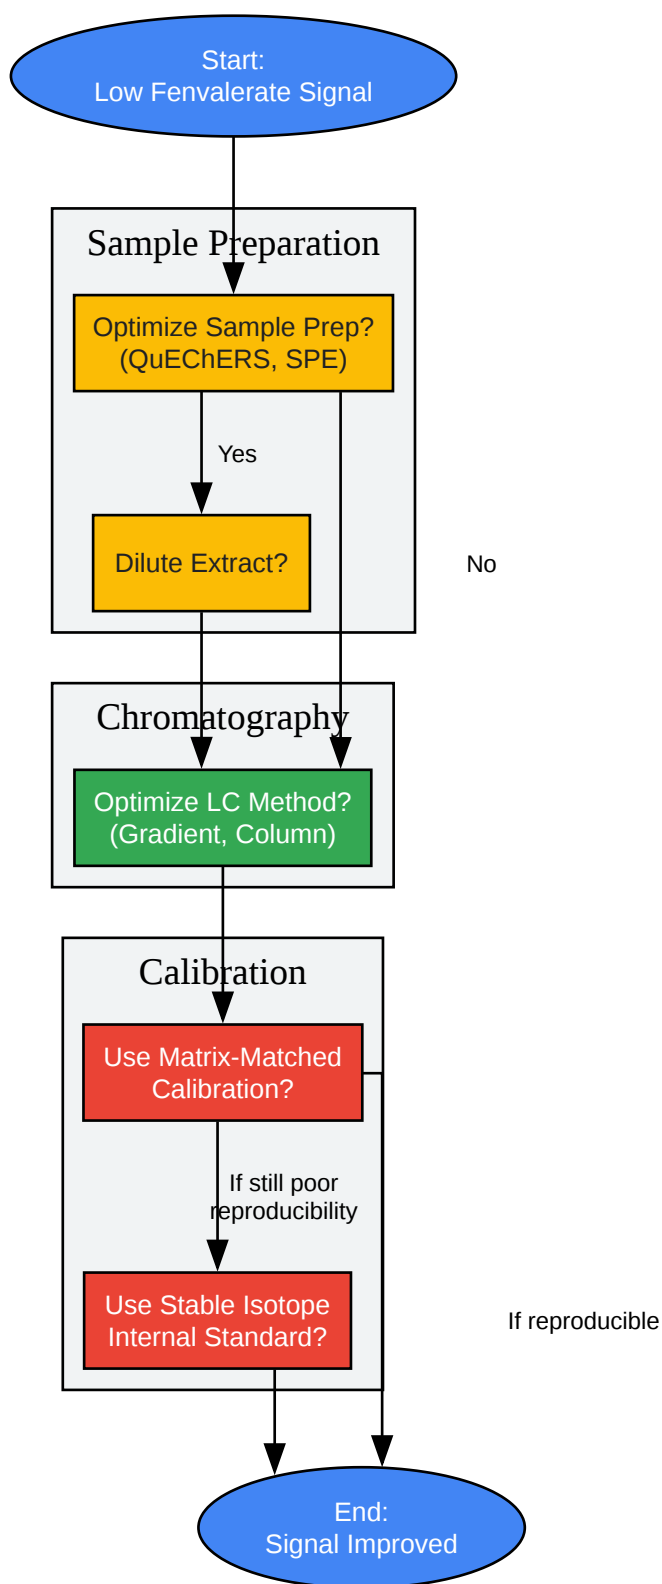 Start:
Low Fenvalerate Signal
Sample Preparation
Optimize Sample Prep?
(QuEChERS, SPE)
Yes
Dilute Extract?
No
Chromatography
Optimize LC Method?
(Gradient, Column)
Calibration
Use Matrix-Matched
Calibration?
If still poor
reproducibility
Use Stable Isotope
Internal Standard?
If reproducible
End:
Signal Improved